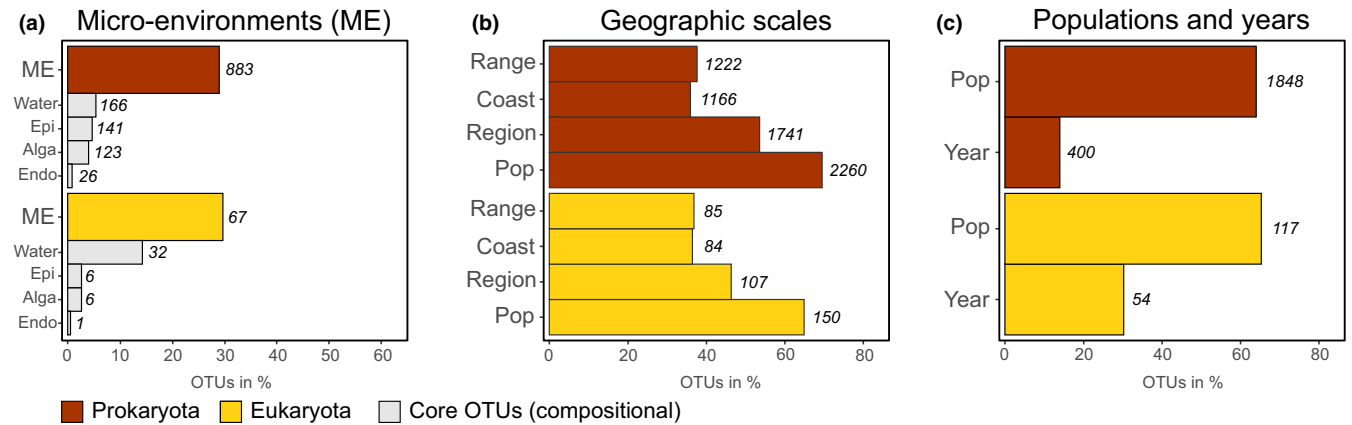 (a) Micro-environments (ME)
ME 883
Water 166
Epi 141
Alga 123
Endo 26
ME 67
Water 32
Epi 6
Alga 6
Endo 1
0 10 20 30 40 50 60
OTUs in %
(b) Geographic scales
Range 1222
Coast 1166
Region 1741
Pop 2260
Range 85
Coast 84
Region 107
Pop 150
0 20 40 60 80
OTUs in %
(c) Populations and years
Pop 1848
Year 400
Pop 117
Year 54
0 20 40 60 80
OTUs in %
Prokaryota Eukaryota Core OTUs (compositional)